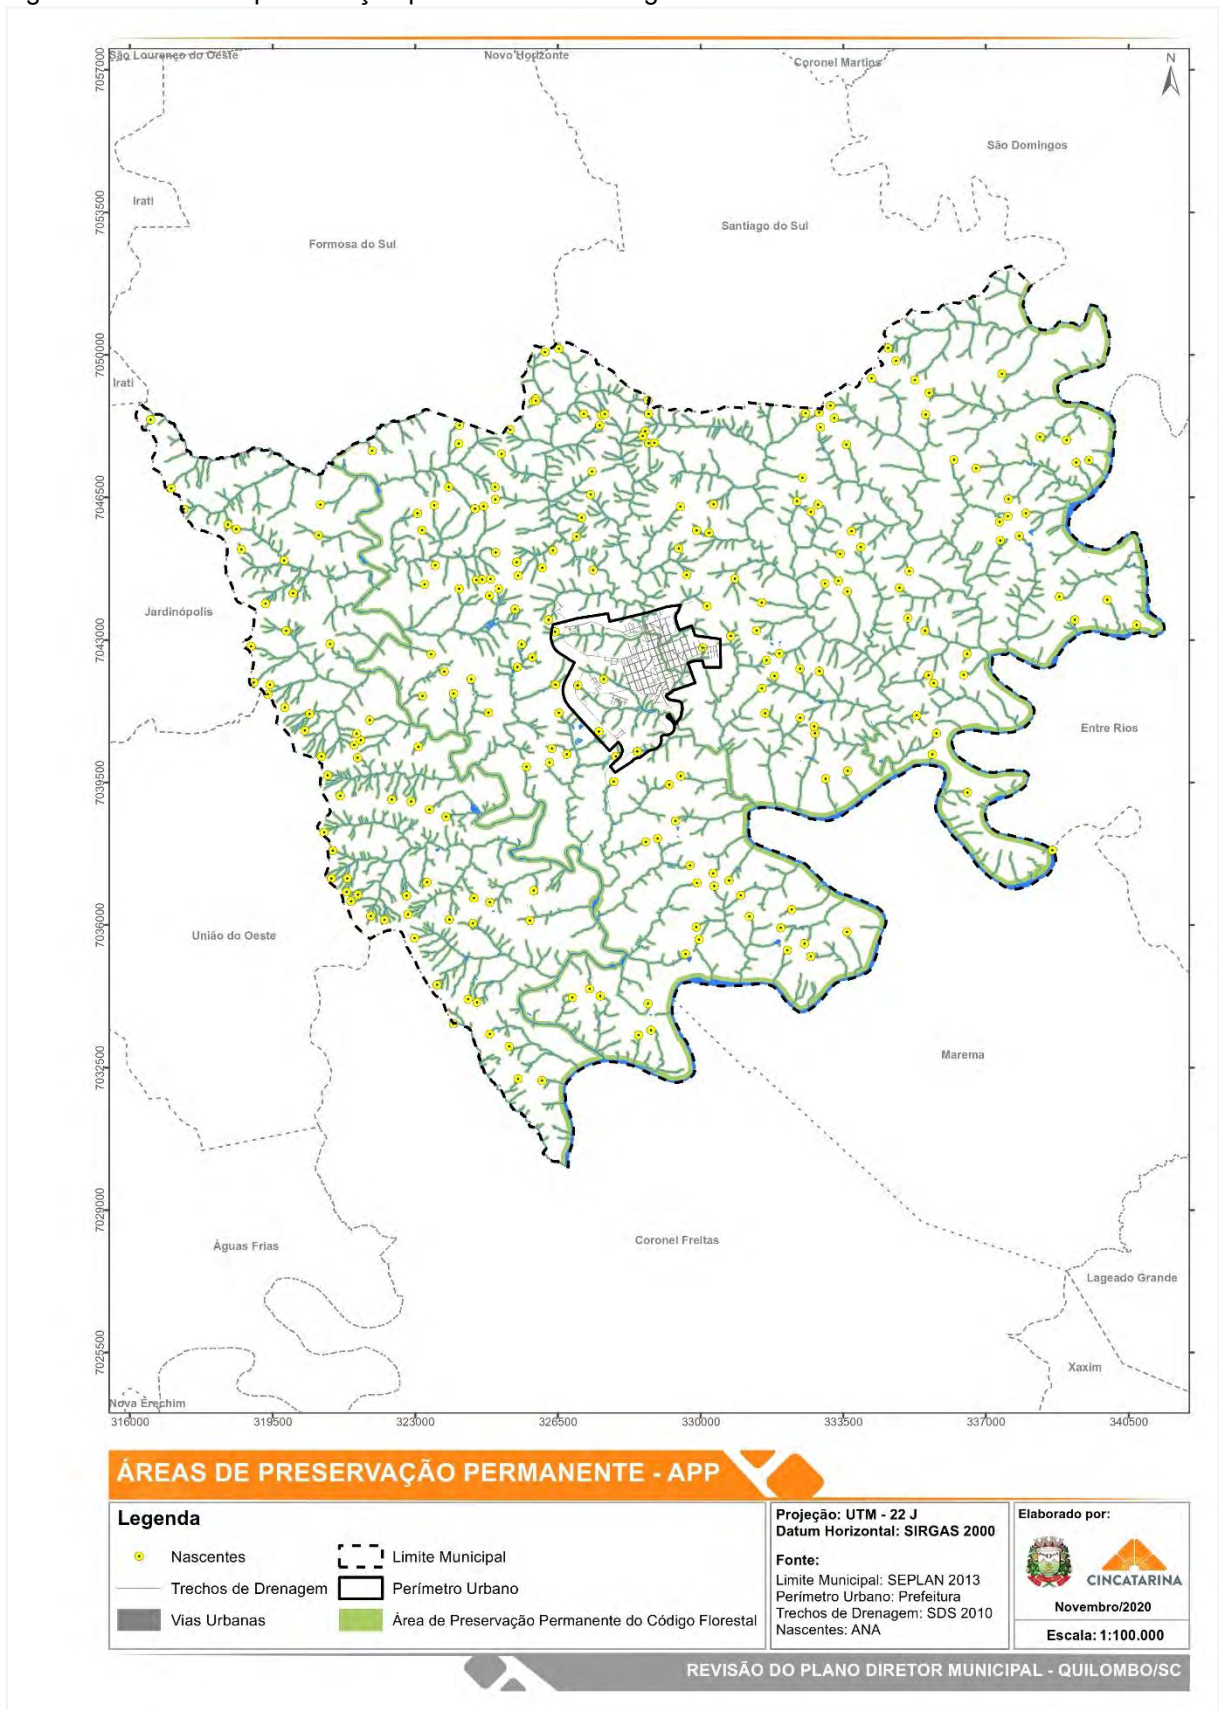 São Lourenço do Oeste
Novo Horizonte
Coronel Martins
N
São Domingos
Irati
Santiago do Sul
Formosa do Sul
Irati
Jardinópolis
Entre Rios
União do Oeste
Marema
Coronel Freitas
Águas Frias
Lageado Grande
Xaxim
Nova Erechim
7057000
7053500
7050000
7046500
7043000
7039500
7036000
7032500
7029000
7025500
316000
319500
323000
326500
330000
333500
337000
340500
ÁREAS DE PRESERVAÇÃO PERMANENTE - APP
Legenda
Nascentes
Trechos de Drenagem
Vias Urbanas
Limite Municipal
Perímetro Urbano
Área de Preservação Permanente do Código Florestal
Projeção: UTM - 22 J
Datum Horizontal: SIRGAS 2000
Fonte:
Limite Municipal: SEPLAN 2013
Perímetro Urbano: Prefeitura
Trechos de Drenagem: SDS 2010
Nascentes: ANA
Elaborado por:
CINCATARINA
Novembro/2020
Escala: 1:100.000
REVISÃO DO PLANO DIRETOR MUNICIPAL - QUILOMBO/SC